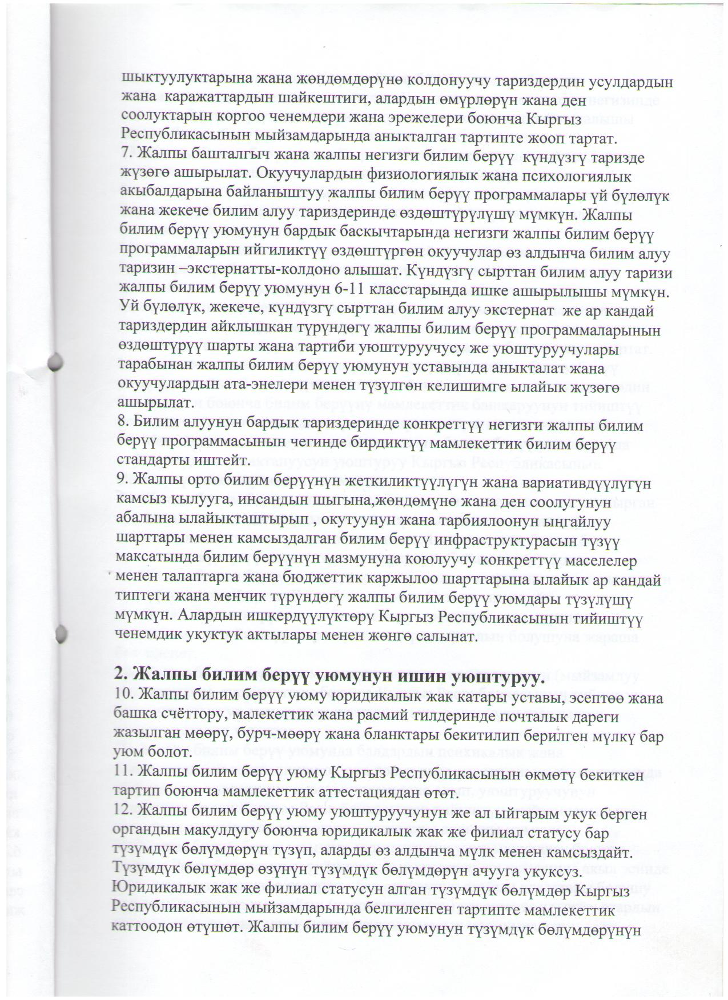 шыктуулуктарына жана жөндөмдөрүнө колдонуучу тариздердин усулдардын
жана каражаттардын шайкештиги, алардын өмүрлөрүн жана ден
соолуктарын коргоо ченемдери жана эрежелери боюнча Кыргыз
Республикасынын мыйзамдарында аныкталган тартипте жооп тартат.
7. Жалпы башталгыч жана жалпы негизги билим берүү күндүзгү таризде
жүзөгө ашырылат. Окуучулардын физиологиялык жана психологиялык
акыбалдарына байланыштуу жалпы билим берүү программалары үй бүлөлүк
жана жекече билим алуу тариздеринде өздөштүрүлүшү мүмкүн. Жалпы
билим берүү уюмунун бардык баскычтарында негизги жалпы билим берүү
программаларын ийгиликтүү өздөштүргөн окуучулар өз алдынча билим алуу
таризин –экстернатты-колдоно алышат. Күндүзгү сырттан билим алуу таризи
жалпы билим берүү уюмунун 6-11 класстарында ишке ашырылышы мүмкүн.
Уй бүлөлүк, жекече, күндүзгү сырттан билим алуу экстернат же ар кандай
тариздердин айклышкан түрүндөгү жалпы билим берүү программаларынын
өздөштүрүү шарты жана тартиби уюштуруучусу же уюштуруучулары
тарабынан жалпы билим берүү уюмунун уставында аныкталат жана
окуучулардын ата-энелери менен түзүлгөн келишимге ылайык жүзөгө
ашырылат.
8. Билим алуунун бардык тариздеринде конкреттүү негизги жалпы билим
берүү программасынын чегинде бирдиктүү мамлекеттик билим берүү
стандарты иштейт.
9. Жалпы орто билим берүүнүн жеткиликтүүлүгүн жана вариативдүүлүгүн
камсыз кылууга, инсандын шыгына,жөндөмүнө жана ден соолугунун
абалына ылайыкташтырып , окутуунун жана тарбиялоонун ыңгайлуу
шарттары менен камсыздалган билим берүү инфраструктурасын түзүү
максатында билим берүүнүн мазмунуна коюлуучу конкреттүү маселелер
менен талаптарга жана бюджеттик каржылоо шарттарына ылайык ар кандай
типтеги жана менчик түрүндөгү жалпы билим берүү уюмдары түзүлүшү
мүмкүн. Алардын ишкердүүлүктөрү Кыргыз Республикасынын тийиштүү
ченемдик укуктук актылары менен жөнгө салынат.
2. Жалпы билим берүү уюмунун ишин уюштуруу.
10. Жалпы билим берүү уюму юридикалык жак катары уставы, эсептөө жана
башка счёттору, малекеттик жана расмий тилдеринде почталык дареги
жазылган мөөрү, бурч-мөөрү жана бланктары бекитилип берилген мүлкү бар
уюм болот.
11. Жалпы билим берүү уюму Кыргыз Республикасынын өкмөтү бекиткен
тартип боюнча мамлекеттик аттестациядан өтөт.
12. Жалпы билим берүү уюму уюштуруучунун же ал ыйгарым укук берген
органдын макулдугу боюнча юридикалык жак же филиал статусу бар
түзүмдүк бөлүмдөрүн түзүп, аларды өз алдынча мүлк менен камсыздайт.
Түзүмдүк бөлүмдөр өзүнүн түзүмдүк бөлүмдөрүн ачууга укуксуз.
Юридикалык жак же филиал статусун алган түзүмдүк бөлүмдөр Кыргыз
Республикасынын мыйзамдарында белгиленген тартипте мамлекеттик
каттоодон өтүшөт. Жалпы билим берүү уюмунун түзүмдүк бөлүмдөрүнүн